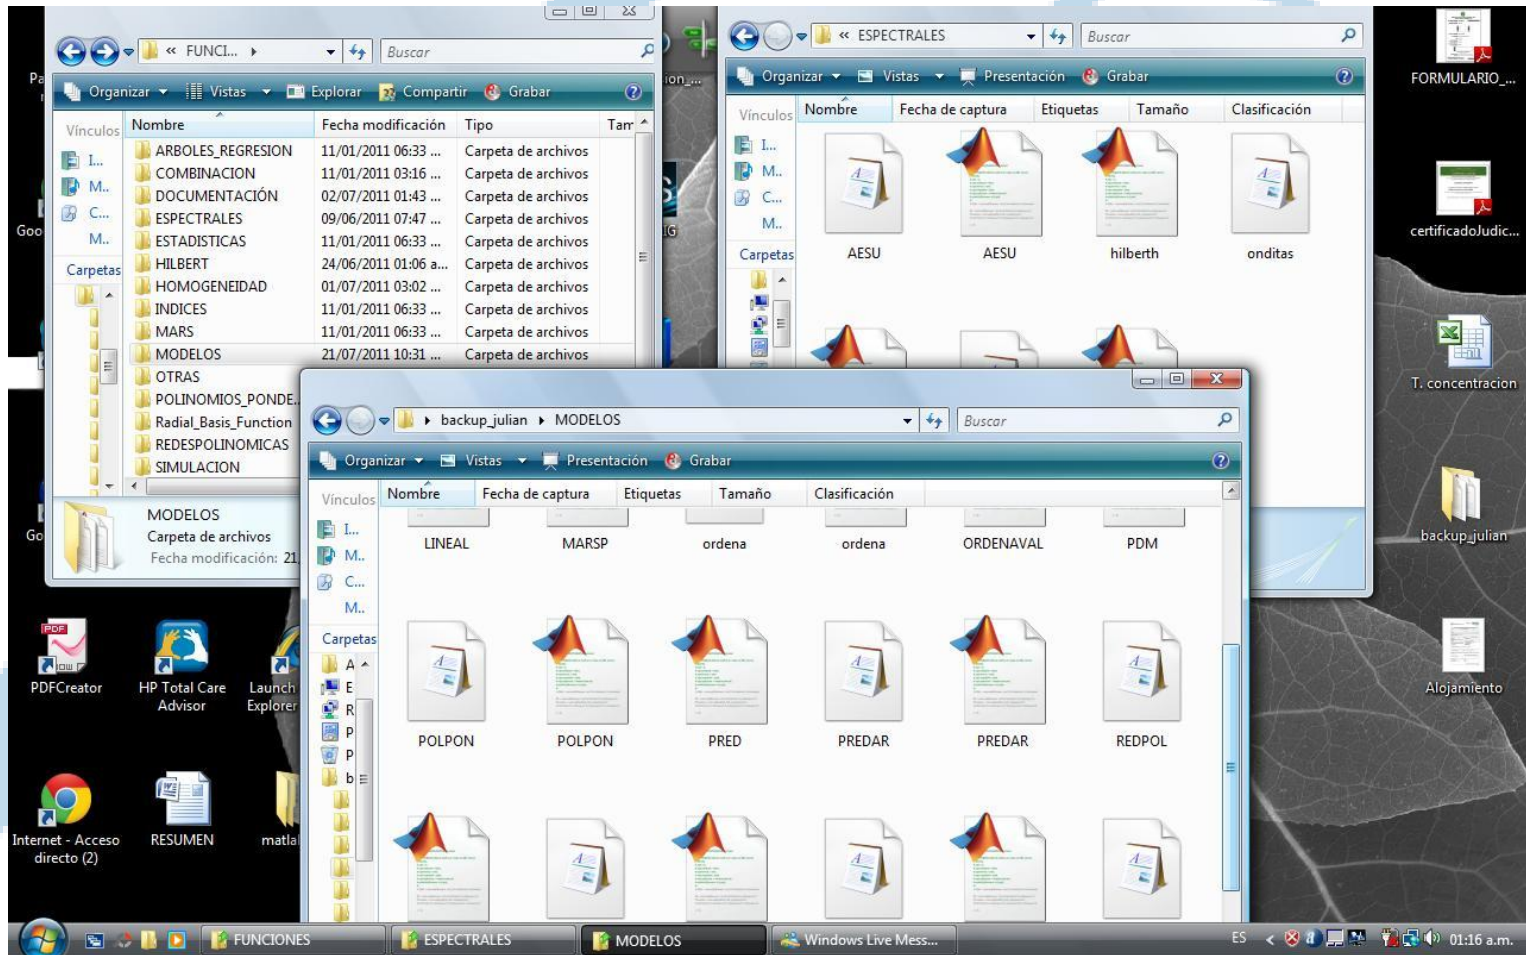 « FUNCI...
Buscar
Organizar Vistas Explorar Compartir Grabar
Vínculos
Nombre Fecha modificación Tipo
I...
M..
C...
M..
Carpetas
ARBOLES_REGRESION 11/01/2011 06:33 ... Carpeta de archivos
COMBINACION 11/01/2011 03:16 ... Carpeta de archivos
DOCUMENTACIÓN 02/07/2011 01:43 ... Carpeta de archivos
ESPECTRALES 09/06/2011 07:47 ... Carpeta de archivos
ESTADISTICAS 11/01/2011 06:33 ... Carpeta de archivos
HILBERT 24/06/2011 01:06 a... Carpeta de archivos
HOMOGENEIDAD 01/07/2011 03:02 ... Carpeta de archivos
INDICES 11/01/2011 06:33 ... Carpeta de archivos
MARS 11/01/2011 06:33 ... Carpeta de archivos
MODELOS 21/07/2011 10:31 ... Carpeta de archivos
OTRAS
POLINOMIOS_PONDE...
Radial_Basis_Function
REDESPOLINOMICAS
SIMULACION
MODELOS
Carpeta de archivos
Fecha modificación: 21
« ESPECTRALES
Buscar
Organizar Vistas Presentación Grabar
Vínculos
Nombre Fecha de captura Etiquetas Tamaño Clasificación
I...
M..
C...
M..
Carpetas
AESU AESU hilberth onditas
backup_julian MODELOS
Buscar
Organizar Vistas Presentación Grabar
Vínculos
Nombre Fecha de captura Etiquetas Tamaño Clasificación
I...
M..
C...
M..
Carpetas
A
E
R
P
P
b
LINEAL MARSP ordena ordena ORDENAVAL PDM
POLPON POLPON PRED PREDAR PREDAR REDPOL
FORMULARIO_...
certificadoJudic...
T. concentracion
backup_julian
Alojamiento
PDFCreator
HP Total Care
Advisor
Launch
Explorer
Internet - Acceso
directo (2)
RESUMEN
matla
FUNCIONES
ESPECTRALES
MODELOS
Windows Live Mess...
ES
01:16 a.m.